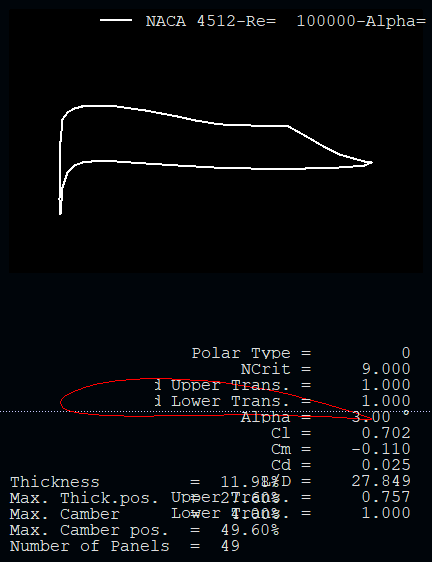 NACA 4512-Re= 100000-Alpha=
Polar Type = 0
NCrit = 9.000
i Upper Trans. = 1.000
i Lower Trans. = 1.000
Alpha = 3.00 °
Cl = 0.702
Cm = -0.110
Cd = 0.025
L/D = 27.849
Upper Trans. = 0.757
Lower Trans. = 1.000
Thickness = 11.98%
Max. Thick.pos. = 27.60%
Max. Camber = 4.00%
Max. Camber pos. = 49.60%
Number of Panels = 49